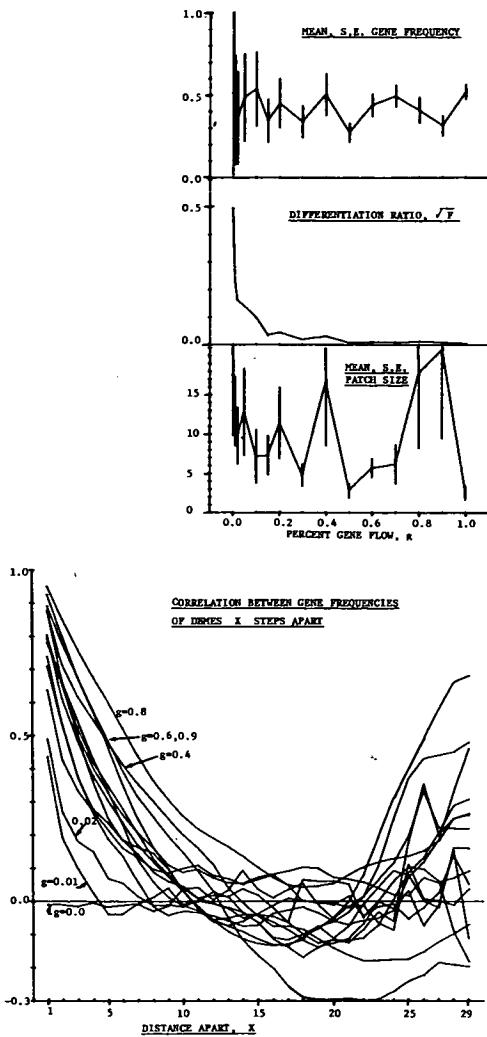 MEAN, S.E. GENE FREQUENCY
1.0
0.5
0.0
DIFFERENTIATION RATIO, √F
0.5
0.0
MEAN, S.E.
PATCH SIZE
15
10
5
0
0.0 0.2 0.4 0.6 0.8 1.0
PERCENT GENE FLOW, g
CORRELATION BETWEEN GENE FREQUENCIES
OF DEMES X STEPS APART
1.0
0.5
0.0
-0.3
g=0.8
g=0.6,0.9
g=0.4
0.02
g=0.01
g=0.0
1 5 10 15 20 25 29
DISTANCE APART, X